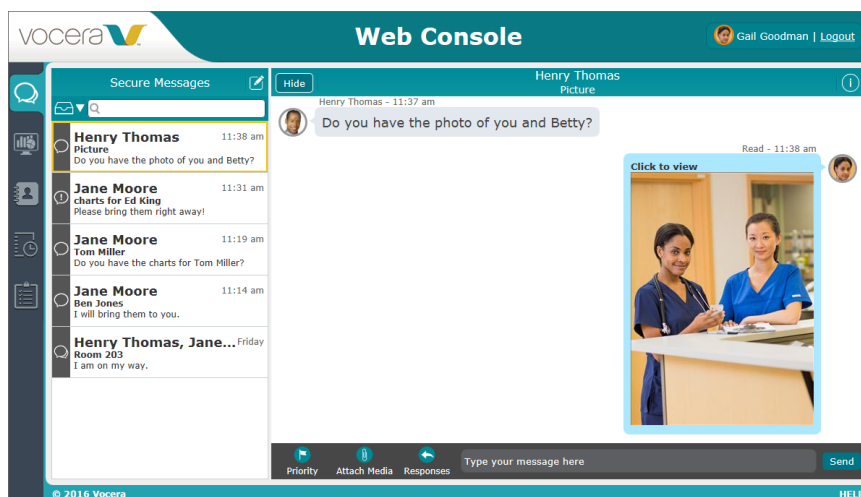 vocera
Web Console
Gail Goodman | Logout
Secure Messages
Henry Thomas
11:38 am
Picture
Do you have the photo of you and Betty?
Jane Moore
11:31 am
charts for Ed King
Please bring them right away!
Jane Moore
11:19 am
Tom Miller
Do you have the charts for Tom Miller?
Jane Moore
11:14 am
Ben Jones
I will bring them to you.
Henry Thomas, Jane...
Friday
Room 203
I am on my way.
Hide
Henry Thomas
Picture
Henry Thomas - 11:37 am
Do you have the photo of you and Betty?
Read - 11:38 am
Click to view
Priority
Attach Media
Responses
Type your message here
Send
© 2016 Vocera
HELP